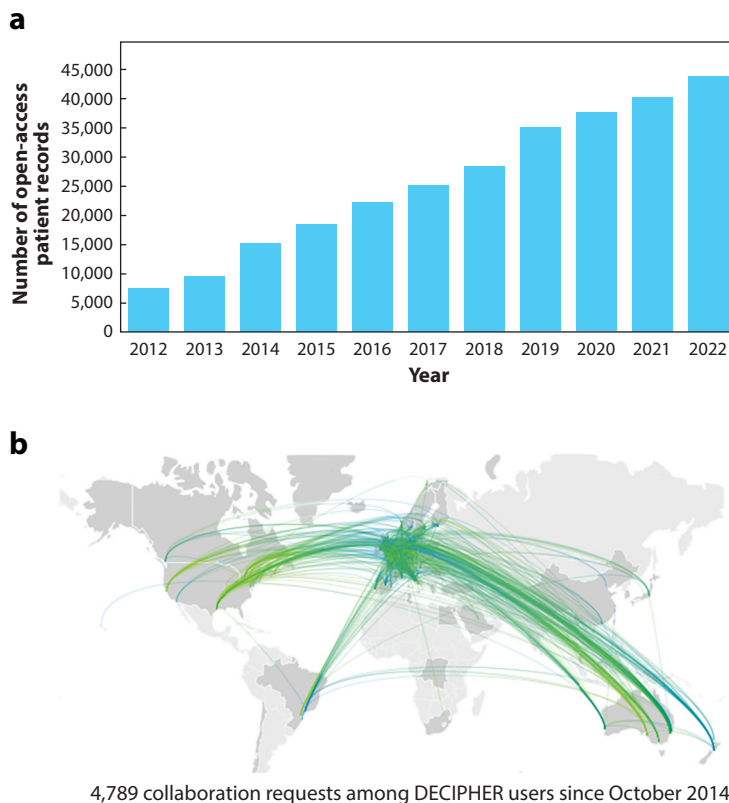 a
Number of open-access
patient records
45,000
40,000
35,000
30,000
25,000
20,000
15,000
10,000
5,000
0
2012 2013 2014 2015 2016 2017 2018 2019 2020 2021 2022
Year
b
4,789 collaboration requests among DECIPHER users since October 2014